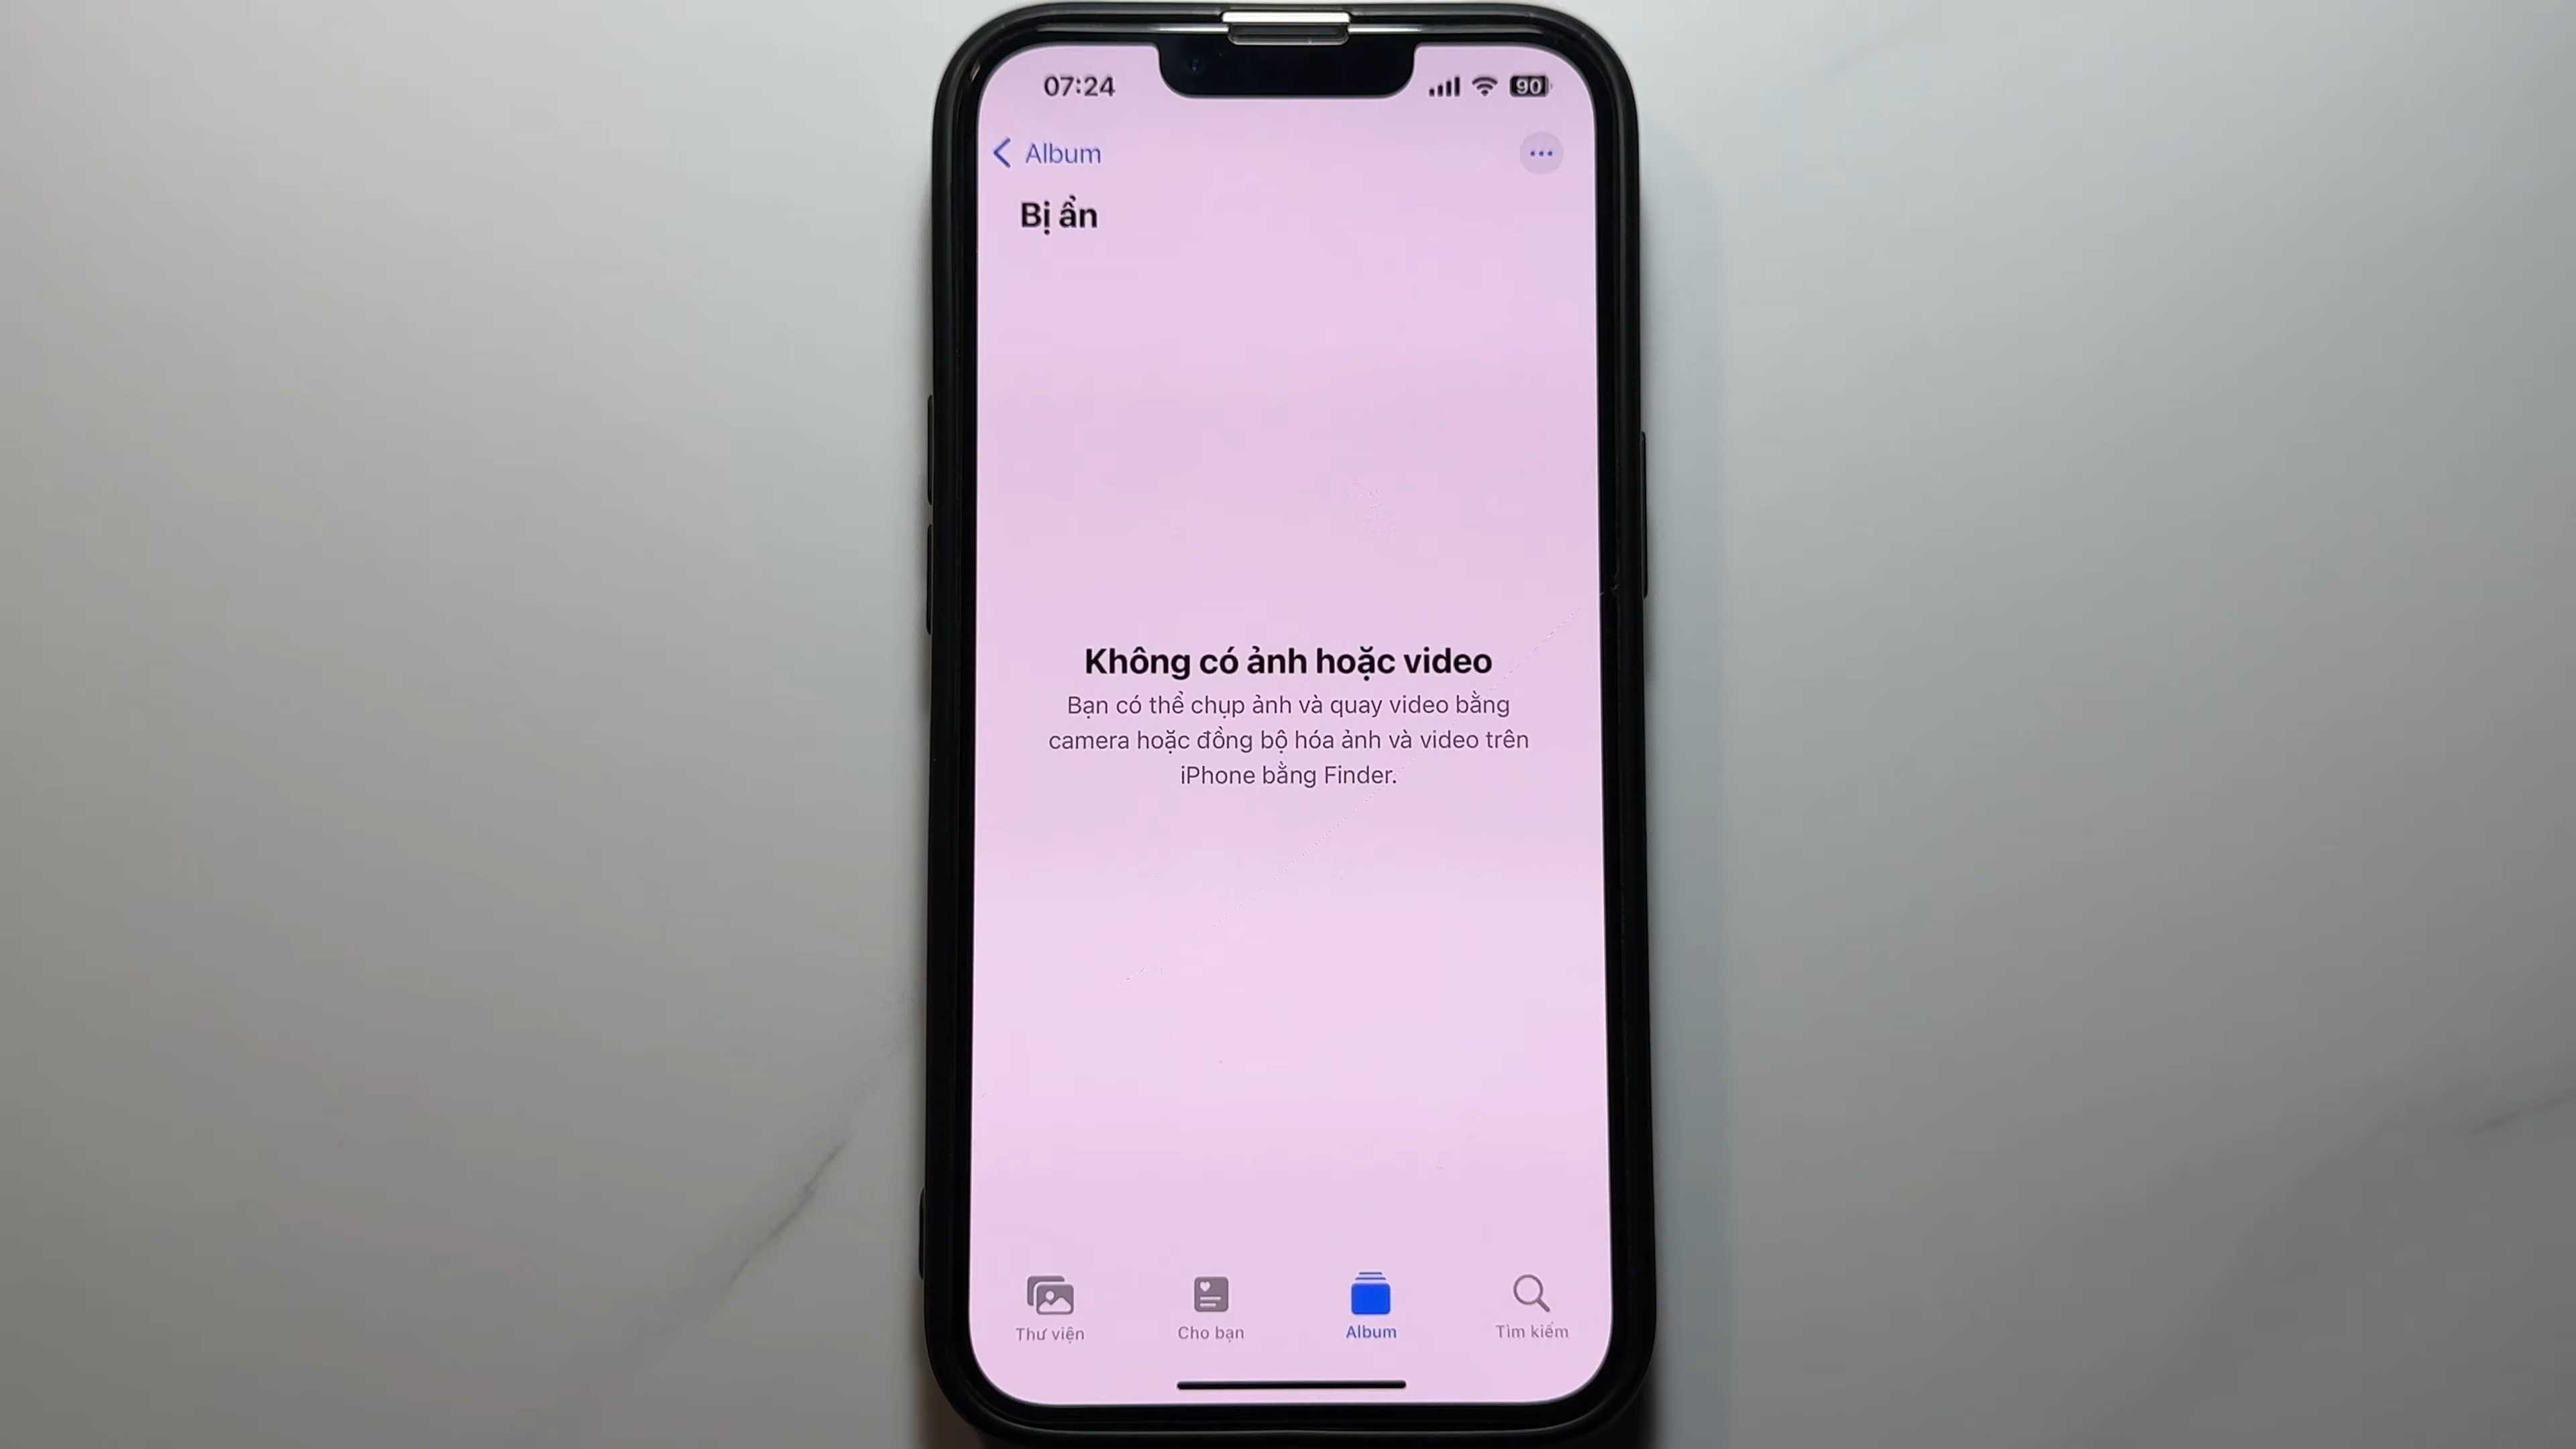 07:24
90
Album
Bị ẩn
Không có ảnh hoặc video
Bạn có thể chụp ảnh và quay video bằng
camera hoặc đồng bộ hóa ảnh và video trên
iPhone bằng Finder.
Thư viện
Cho bạn
Album
Tìm kiếm